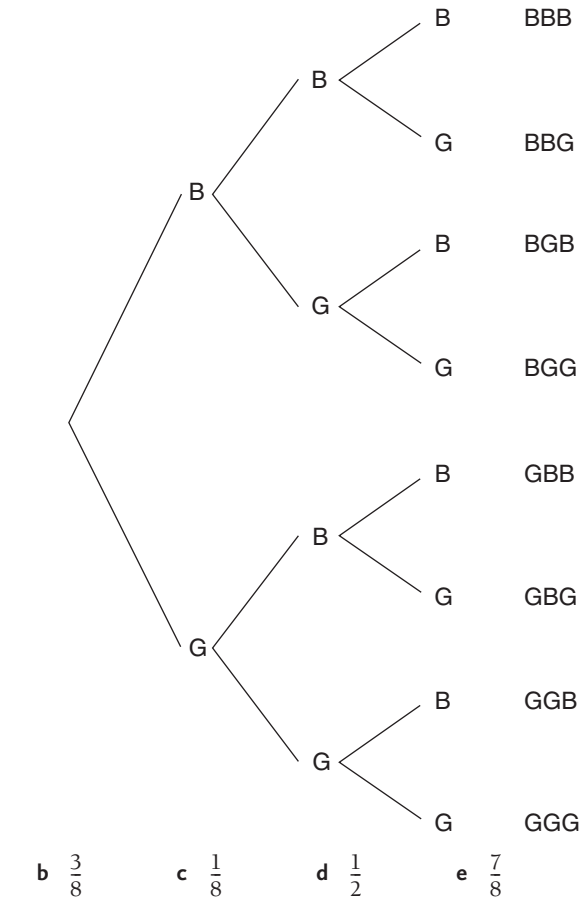 B BBB
B
G BBG
B
B BGB
G
G BGG
B GBB
B
G GBG
G
B GGB
G
G GGG
b 3/8 c 1/8 d 1/2 e 7/8